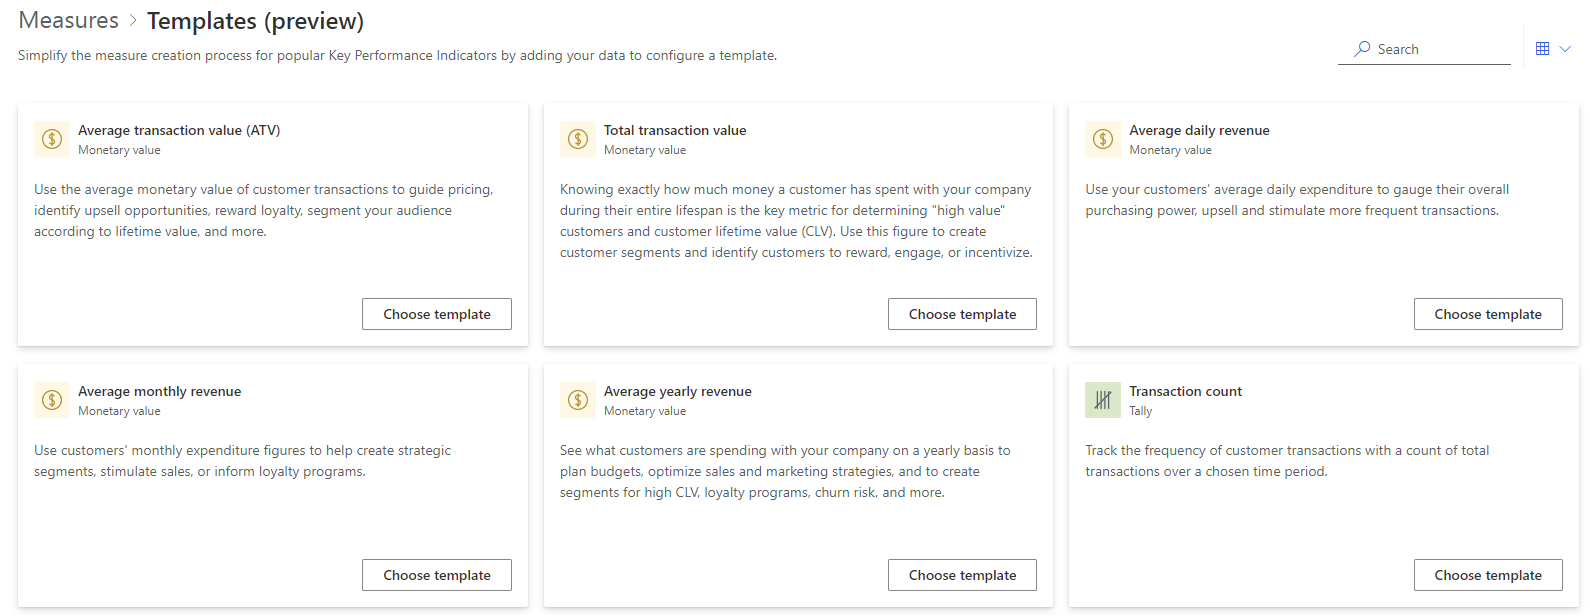 Measures > Templates (preview)
Simplify the measure creation process for popular Key Performance Indicators by adding your data to configure a template.
Search
Average transaction value (ATV)
Monetary value
Use the average monetary value of customer transactions to guide pricing,
identify upsell opportunities, reward loyalty, segment your audience
according to lifetime value, and more.
Choose template
Total transaction value
Monetary value
Knowing exactly how much money a customer has spent with your company
during their entire lifespan is the key metric for determining "high value"
customers and customer lifetime value (CLV). Use this figure to create
customer segments and identify customers to reward, engage, or incentivize.
Choose template
Average daily revenue
Monetary value
Use your customers' average daily expenditure to gauge their overall
purchasing power, upsell and stimulate more frequent transactions.
Choose template
Average monthly revenue
Monetary value
Use customers' monthly expenditure figures to help create strategic
segments, stimulate sales, or inform loyalty programs.
Choose template
Average yearly revenue
Monetary value
See what customers are spending with your company on a yearly basis to
plan budgets, optimize sales and marketing strategies, and to create
segments for high CLV, loyalty programs, churn risk, and more.
Choose template
Transaction count
Tally
Track the frequency of customer transactions with a count of total
transactions over a chosen time period.
Choose template